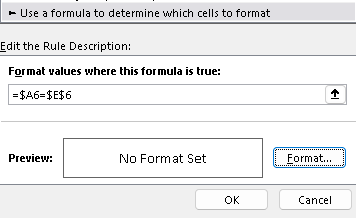 ► Use a formula to determine which cells to format
Edit the Rule Description:
Format values where this formula is true:
=$A6=$E$6
Preview: No Format Set Format...
OK Cancel